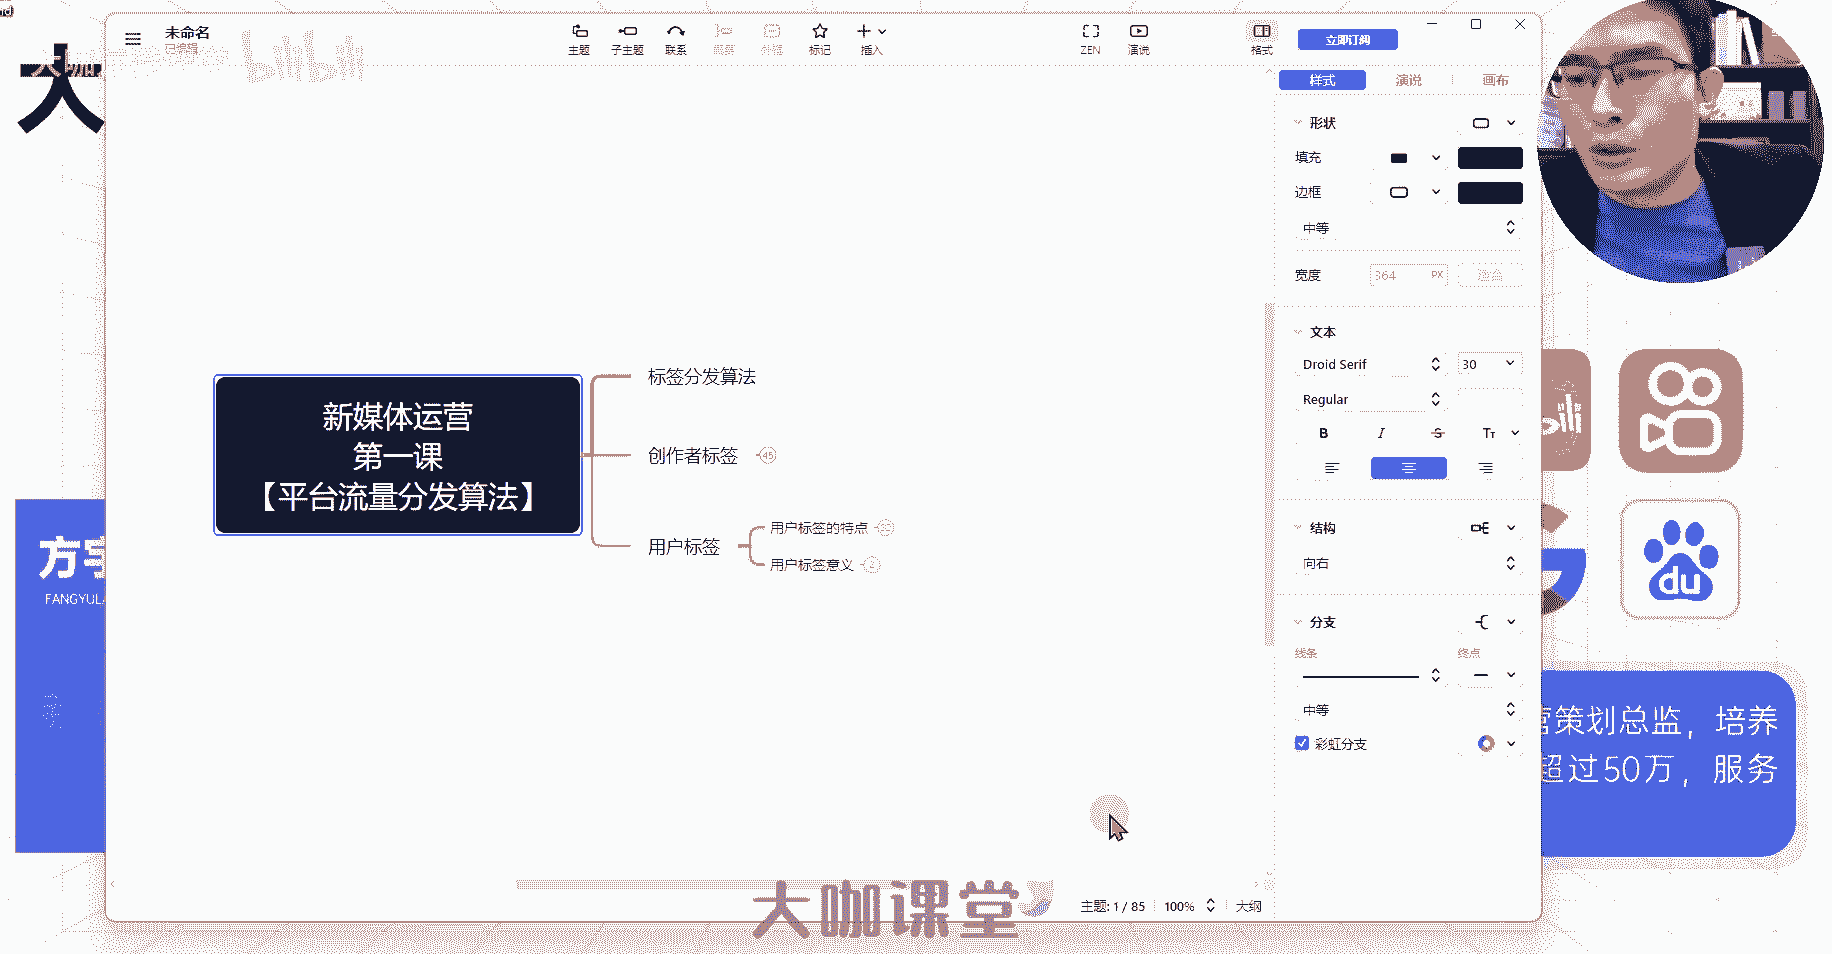 未命名
已编辑
大咖
bilibili
大
主题
子主题
联系
概要
外框
标记
插入
ZEN
演说
格式
立即订阅
样式
演说
画布
形状
填充
边框
中等
宽度
364
PX
适合
文本
Droid Serif
30
Regular
B
I
S
Tт
结构
向右
分支
线条
终点
中等
彩虹分支
新媒体运营
第一课
【平台流量分发算法】
标签分发算法
创作者标签
45
用户标签
用户标签的特点
用户标签意义
2
方宇
FANGYULA
bili
du
营策划总监，培养
超过50万，服务
大咖课堂
主题: 1 / 85
100%
大纲